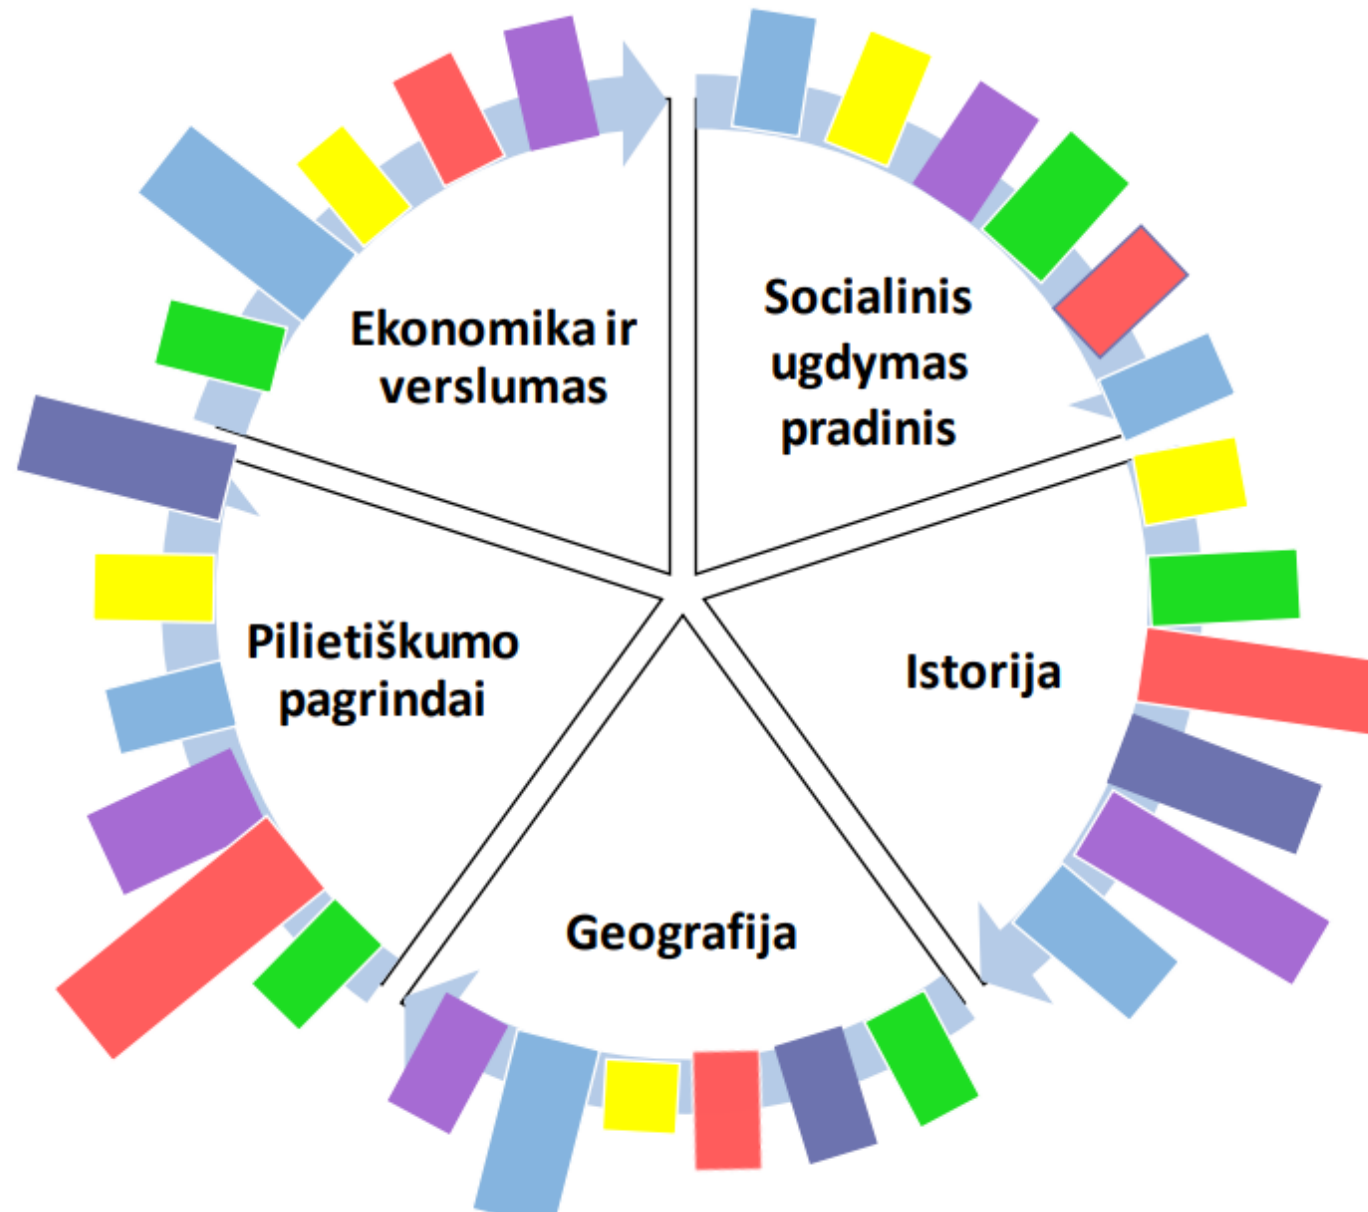 Ekonomika ir
verslumas
Socialinis
ugdymas
pradinis
Istorija
Geografija
Pilietiškumo
pagrindai